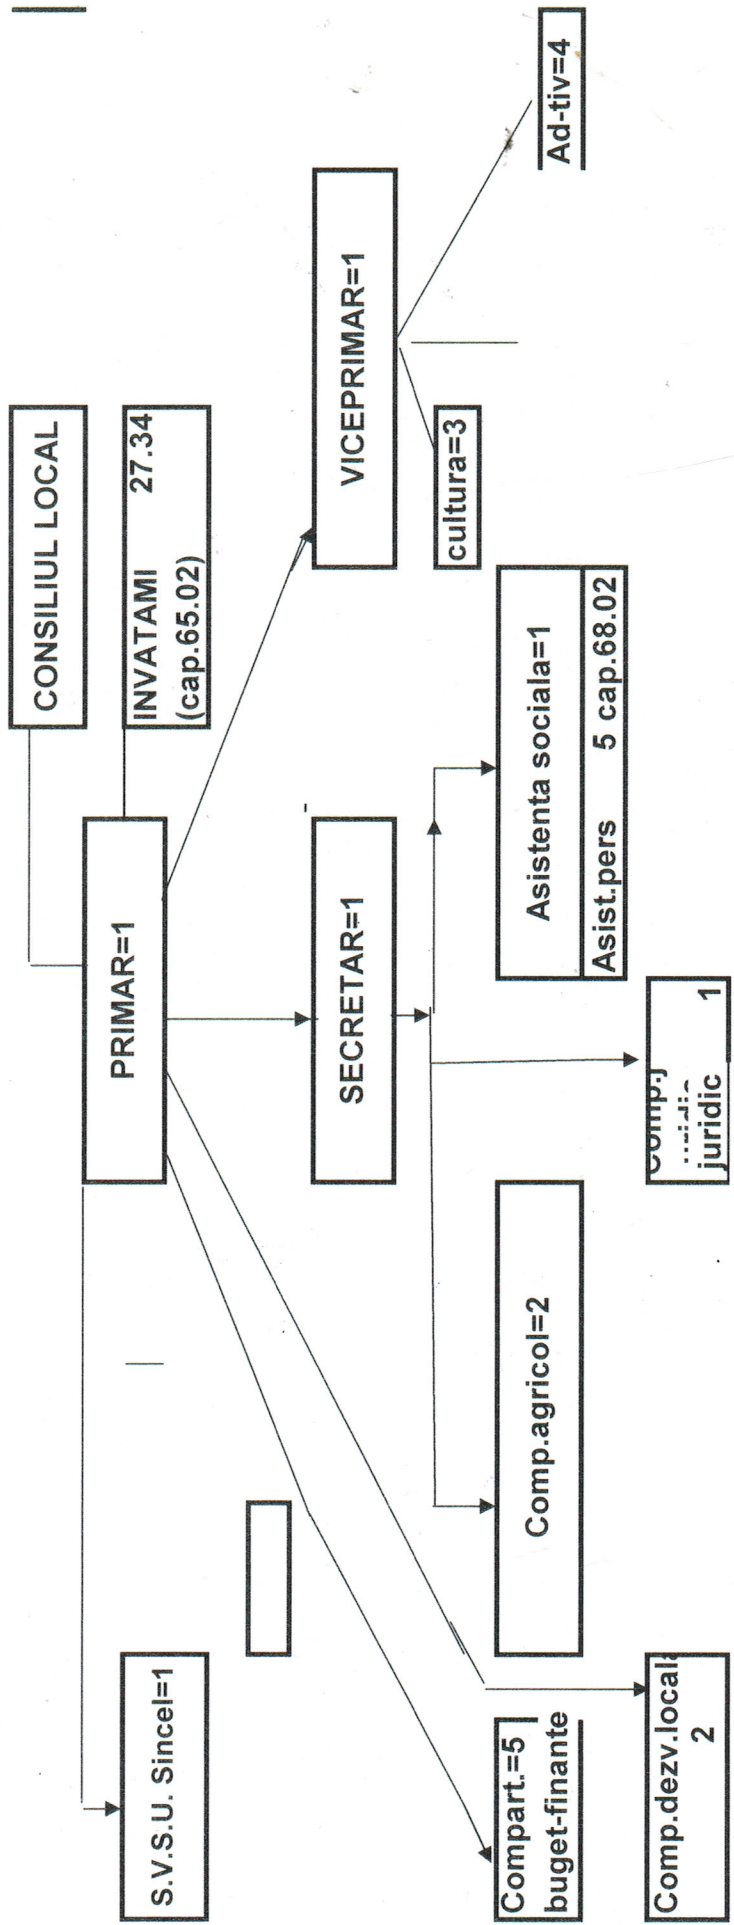 CONSILIUL LOCAL
PRIMAR=1
INVATAMI 27.34
(cap.65.02)
S.V.S.U. Sincel=1
SECRETAR=1
VICEPRIMAR=1
cultura=3
Ad-tiv=4
Compart.=5
buget-finante
Comp.agricol=2
Asistenta sociala=1
Asist.pers 5 cap.68.02
Comp.dezv.locala
2
juridic 1